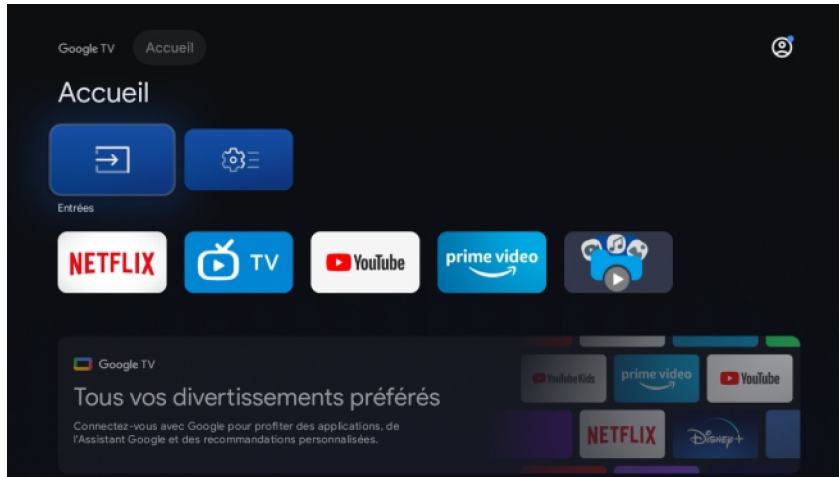 Google TV
Accueil
Accueil
Entrées
NETFLIX
TV
YouTube
prime video
Google TV
Tous vos divertissements préférés
Connectez-vous avec Google pour profiter des applications, de
l'Assistant Google et des recommandations personnalisées.
YouTube Kids
prime video
YouTube
NETFLIX
Disney+